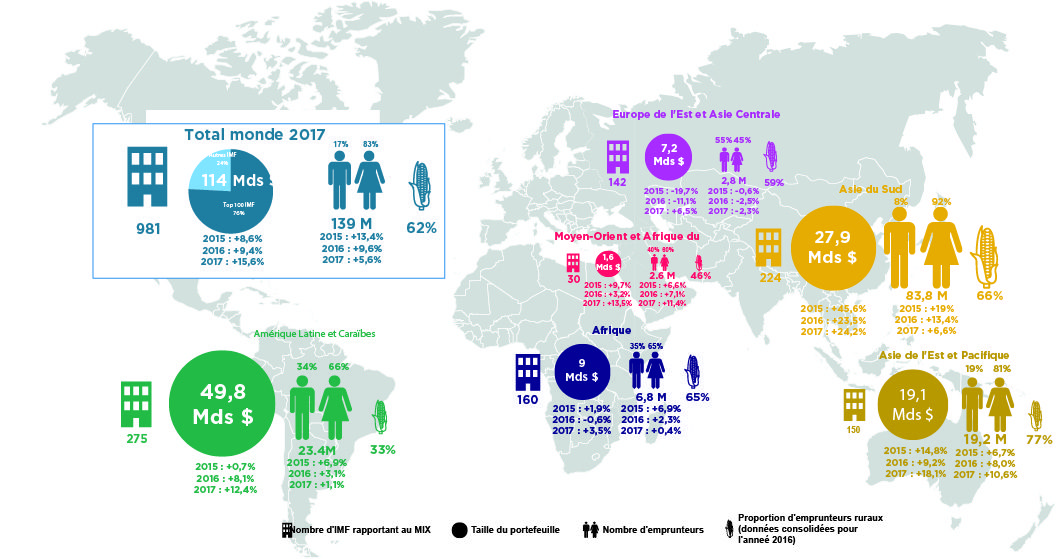 Total monde 2017
17% 83%
IMF
24%
114 Mds $
Top 100 IMF
76%
981
139 M
62%
2015 : +8,6%
2016 : +9,4%
2017 : +15,6%
2015 : +13,4%
2016 : +9,6%
2017 : +5,6%
Europe de l'Est et Asie Centrale
7,2
Mds $
55% 45%
142
2,8 M
59%
2015 : -19,7%
2016 : -11,1%
2017 : +6,5%
2015 : -0,6%
2016 : -2,5%
2017 : -2,3%
Asie du Sud
8% 92%
27,9
Mds $
224
83,8 M
66%
2015 : +45,6%
2016 : +23,5%
2017 : +24,2%
2015 : +19%
2016 : +13,4%
2017 : +6,6%
Moyen-Orient et Afrique du
40% 60%
1,6
Mds $
30
2.6 M
46%
2015 : +9,7%
2016 : +3,2%
2017 : +13,5%
2015 : +6,6%
2016 : +7,1%
2017 : +11,4%
Afrique
35% 65%
9
Mds $
160
6,8 M
65%
2015 : +1,9%
2016 : -0,6%
2017 : +3,5%
2015 : +6,9%
2016 : +2,3%
2017 : +0,4%
Amérique Latine et Caraïbes
34% 66%
49,8
Mds $
275
23.4M
33%
2015 : +0,7%
2016 : +8,1%
2017 : +12,4%
2015 : +6,9%
2016 : +3,1%
2017 : +1,1%
Asie de l'Est et Pacifique
19% 81%
19,1
Mds $
150
19,2 M
77%
2015 : +14,8%
2016 : +9,2%
2017 : +18,1%
2015 : +6,7%
2016 : +8,0%
2017 : +10,6%
Nombre d'IMF rapportant au MIX
Taille du portefeuille
Nombre d'emprunteurs
Proportion d'emprunteurs ruraux
(données consolidées pour
l'anneé 2016)